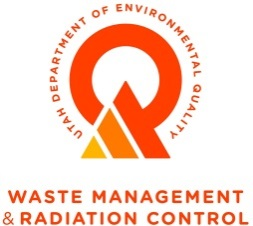 UTAH DEPARTMENT OF ENVIRONMENTAL QUALITY
WASTE MANAGEMENT
& RADIATION CONTROL